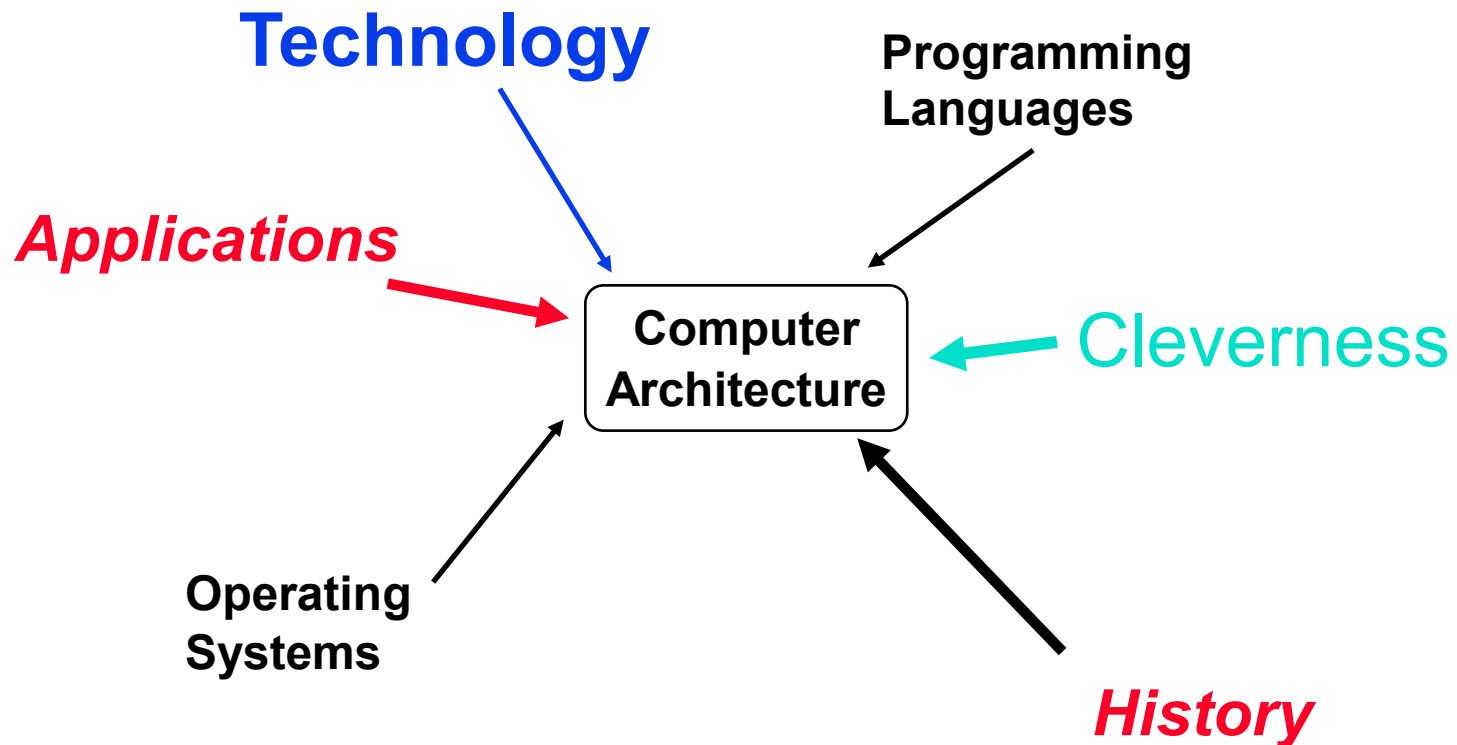 Technology
Programming
Languages
Applications
Computer
Architecture
Cleverness
Operating
Systems
History